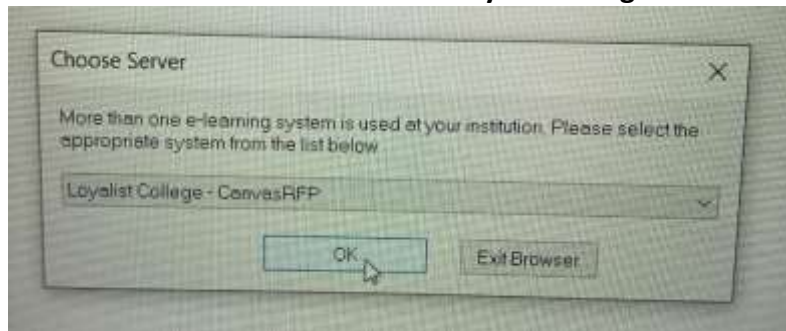 Choose Server
More than one e-learning system is used at your institution. Please select the
appropriate system from the list below
Loyalist College - CanvasRFP
OK
Exit Browser